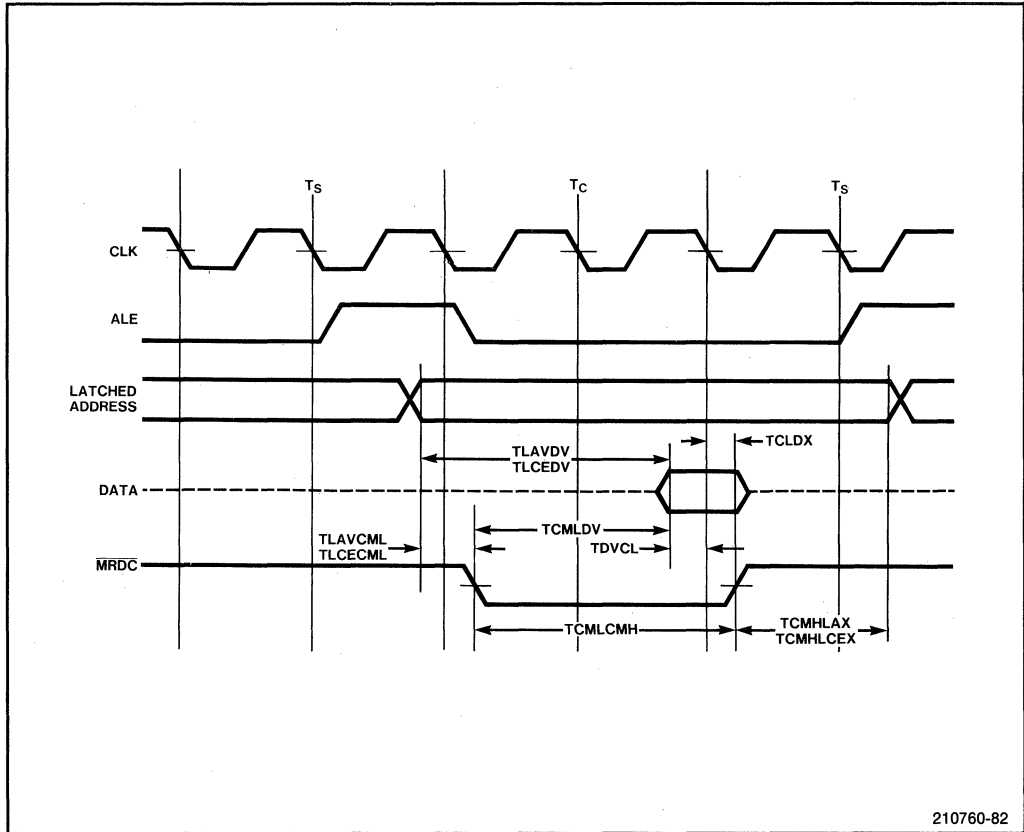 TS TC TS
CLK
ALE
LATCHED
ADDRESS
TCLDX
TLAVDV
TLCEDV
DATA
TCMLDV
TLAVCML
TLCECML
TDVCL
MRDC
TCMLCMH
TCMHLAX
TCMHLCEX
210760-82